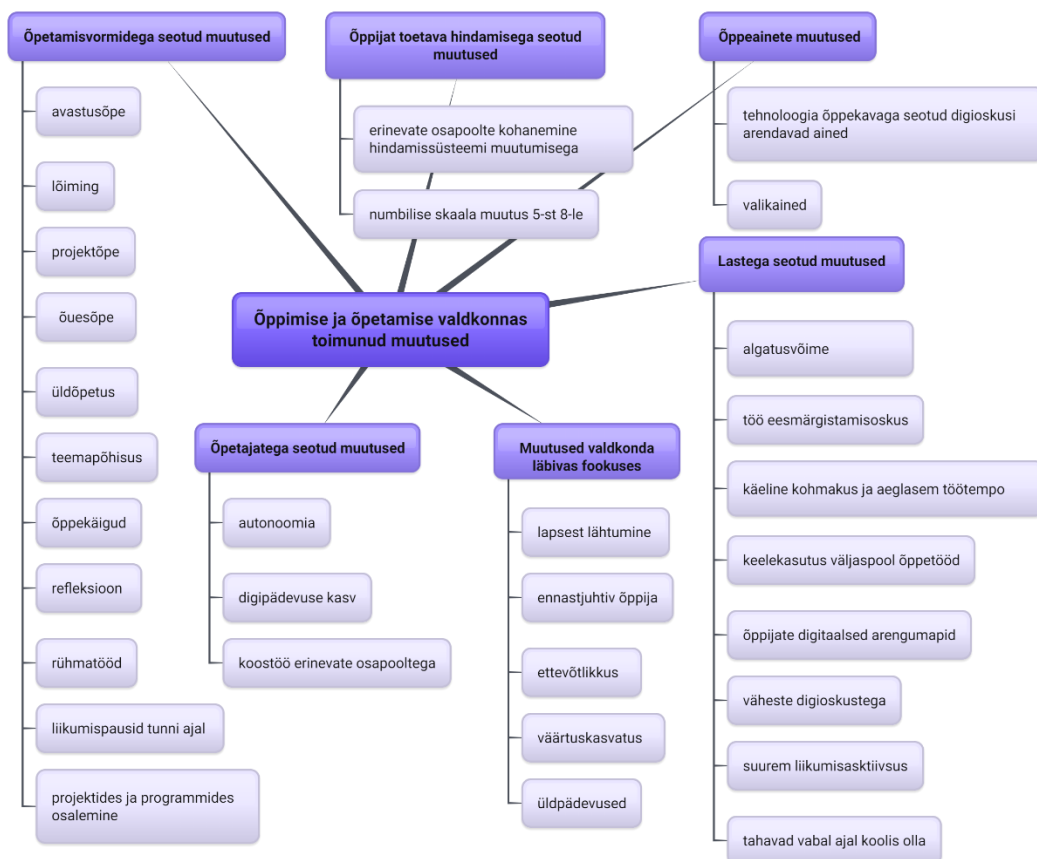 Õpetamisvormidega seotud muutused
avastusõpe
lõiming
projektõpe
õuesõpe
üldõpetus
teemapõhisus
õppekäigud
refleksioon
rühmatööd
liikumispausid tunni ajal
projektides ja programmides
osalemine
Õppijat toetava hindamisega seotud
muutused
erinevate osapoolte kohanemine
hindamissüsteemi muutumisega
numbilise skaala muutus 5-st 8-le
Õppeainete muutused
tehnoloogia õppekavaga seotud digioskusi
arendavad ained
valikained
Lastega seotud muutused
algatusvõime
töö eesmärgistamisoskus
käeline kohmakus ja aeglasem töötempo
keelekasutus väljaspool õppetööd
õppijate digitaalsed arengumapid
väheste digioskustega
suurem liikumisasktiivsus
tahavad vabal ajal koolis olla
Õppimise ja õpetamise valdkonnas
toimunud muutused
Õpetajatega seotud muutused
autonoomia
digipädevuse kasv
koostöö erinevate osapooltega
Muutused valdkonda
läbivas fookuses
lapsest lähtumine
ennastjuhtiv õppija
ettevõtlikkus
väärtuskasvatus
üldpädevused